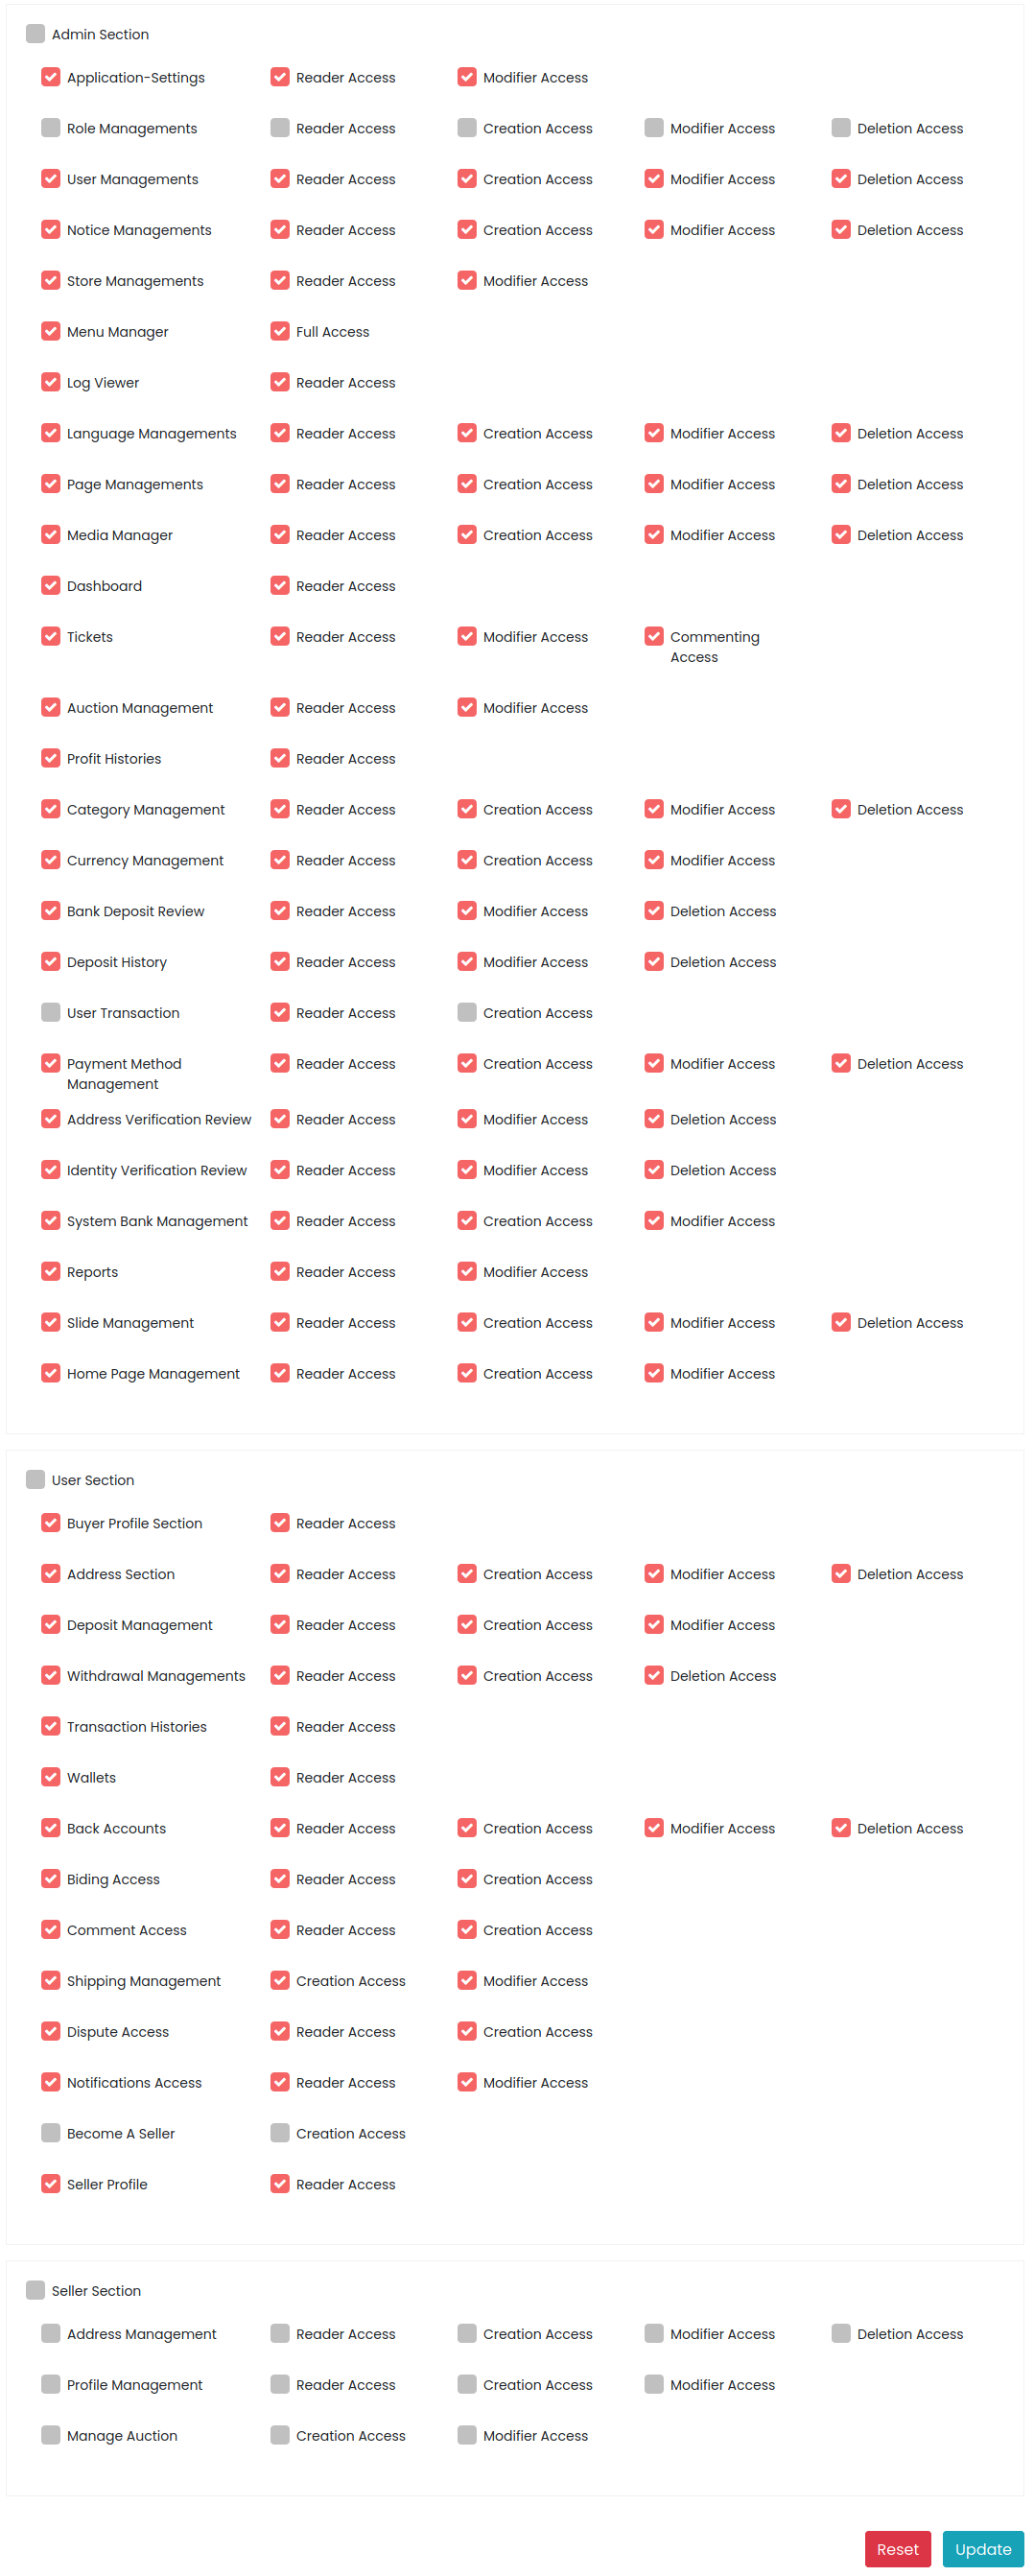 Admin Section
Application-Settings Reader Access Modifier Access
Role Managements Reader Access Creation Access Modifier Access Deletion Access
User Managements Reader Access Creation Access Modifier Access Deletion Access
Notice Managements Reader Access Creation Access Modifier Access Deletion Access
Store Managements Reader Access Modifier Access
Menu Manager Full Access
Log Viewer Reader Access
Language Managements Reader Access Creation Access Modifier Access Deletion Access
Page Managements Reader Access Creation Access Modifier Access Deletion Access
Media Manager Reader Access Creation Access Modifier Access Deletion Access
Dashboard Reader Access
Tickets Reader Access Modifier Access Commenting
Access
Auction Management Reader Access Modifier Access
Profit Histories Reader Access
Category Management Reader Access Creation Access Modifier Access Deletion Access
Currency Management Reader Access Creation Access Modifier Access
Bank Deposit Review Reader Access Modifier Access Deletion Access
Deposit History Reader Access Modifier Access Deletion Access
User Transaction Reader Access Creation Access
Payment Method Reader Access Creation Access Modifier Access Deletion Access
Management
Address Verification Review Reader Access Modifier Access Deletion Access
Identity Verification Review Reader Access Modifier Access Deletion Access
System Bank Management Reader Access Creation Access Modifier Access
Reports Reader Access Modifier Access
Slide Management Reader Access Creation Access Modifier Access Deletion Access
Home Page Management Reader Access Creation Access Modifier Access
User Section
Buyer Profile Section Reader Access
Address Section Reader Access Creation Access Modifier Access Deletion Access
Deposit Management Reader Access Creation Access Modifier Access
Withdrawal Managements Reader Access Creation Access Deletion Access
Transaction Histories Reader Access
Wallets Reader Access
Back Accounts Reader Access Creation Access Modifier Access Deletion Access
Biding Access Reader Access Creation Access
Comment Access Reader Access Creation Access
Shipping Management Creation Access Modifier Access
Dispute Access Reader Access Creation Access
Notifications Access Reader Access Modifier Access
Become A Seller Creation Access
Seller Profile Reader Access
Seller Section
Address Management Reader Access Creation Access Modifier Access Deletion Access
Profile Management Reader Access Creation Access Modifier Access
Manage Auction Creation Access Modifier Access
Reset Update